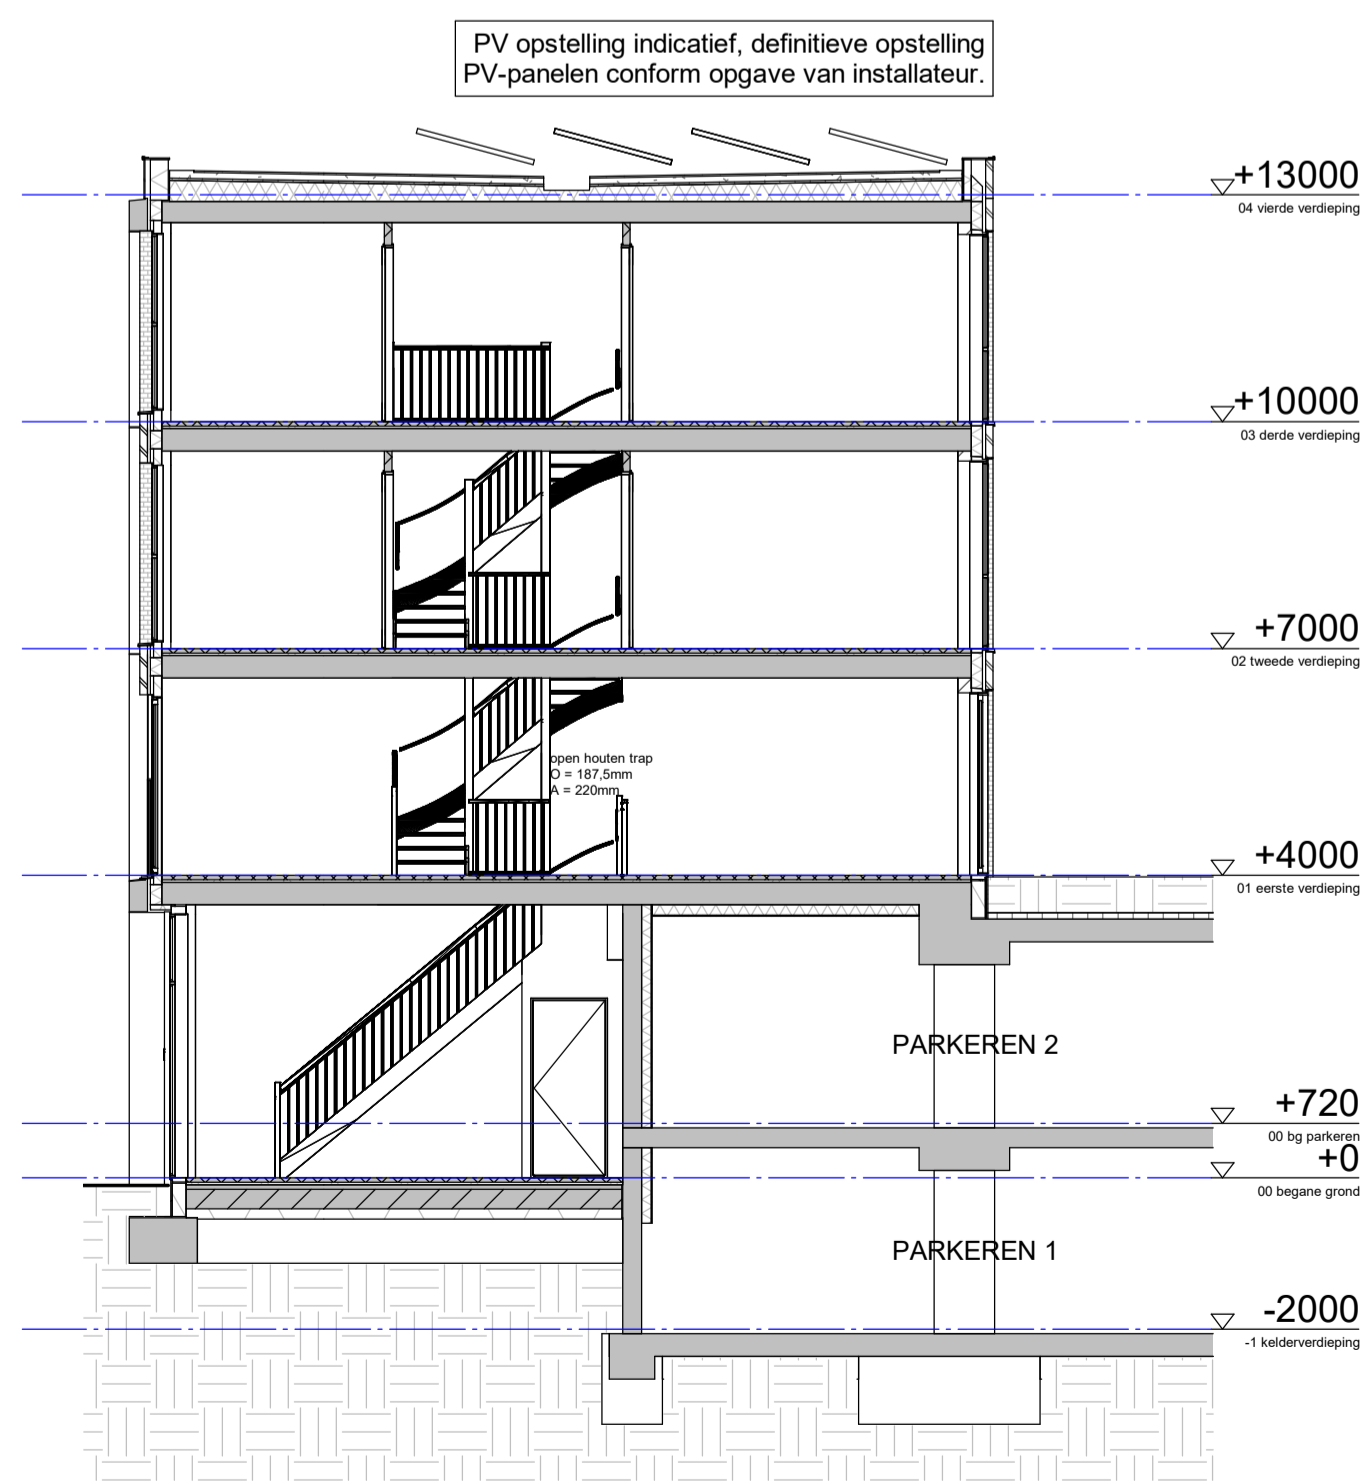 PV opstelling indicatief, definitieve opstelling
PV-panelen conform opgave van installateur.
+13000
04 vierde verdieping
+10000
03 derde verdieping
+7000
02 tweede verdieping
open houten trap
O = 187,5mm
A = 220mm
+4000
01 eerste verdieping
PARKEREN 2
+720
00 bg parkeren
+0
00 begane grond
PARKEREN 1
-2000
-1 kelderverdieping